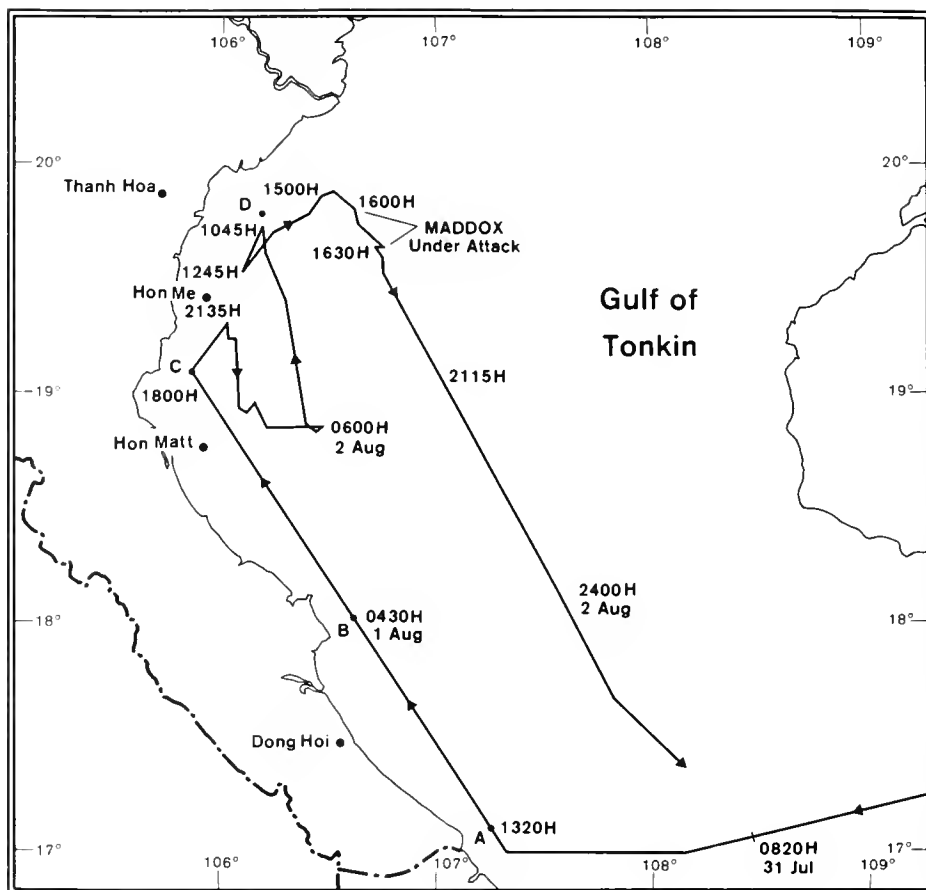 106°
107°
108°
109°
20°
20°
Thanh Hoa
D
1500H
1600H
1045H
MADDOX
Under Attack
1630H
1245H
Hon Me
2135H
Gulf of
Tonkin
C
2115H
19°
19°
1800H
0600H
2 Aug
Hon Matt
2400H
2 Aug
18°
18°
B
0430H
1 Aug
Dong Hoi
A
1320H
17°
17°
0820H
31 Jul
106°
107°
108°
109°